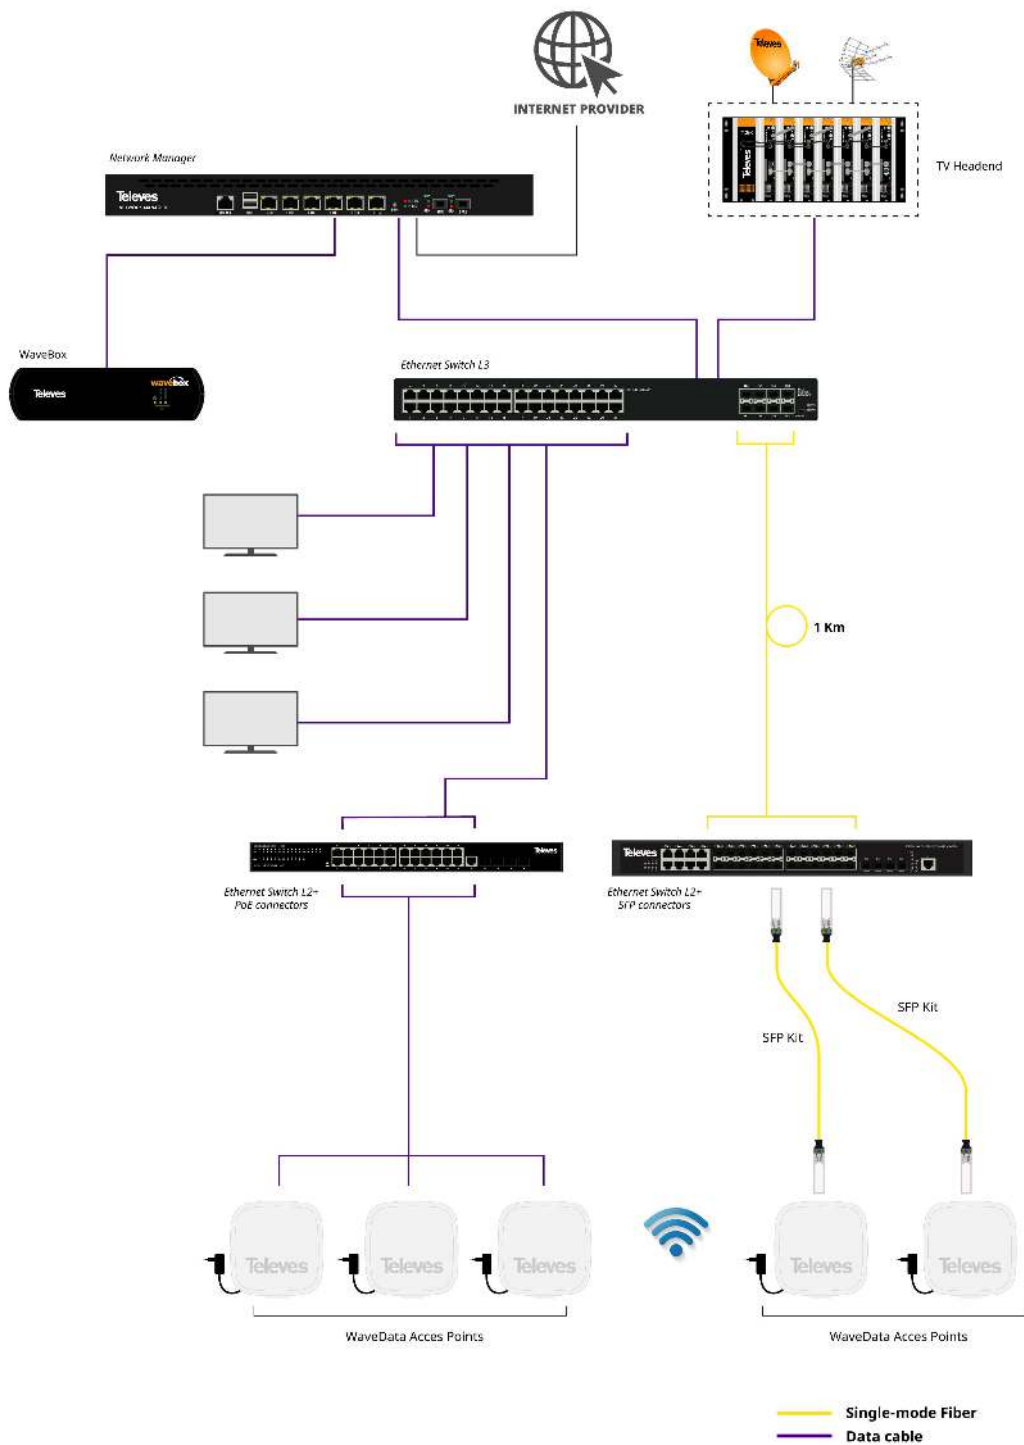 Televes
INTERNET PROVIDER
Network Manager
Televes
Televes
TV Headend
WaveBox
Televes
wavebox
Ethernet Switch L3
1 Km
Televes
Televes
Ethernet Switch L2+
PoE connectors
Ethernet Switch L2+
SFP connectors
SFP Kit
SFP Kit
Televes
Televes
Televes
Televes
Televes
WaveData Acces Points
WaveData Acces Points
Single-mode Fiber
Data cable